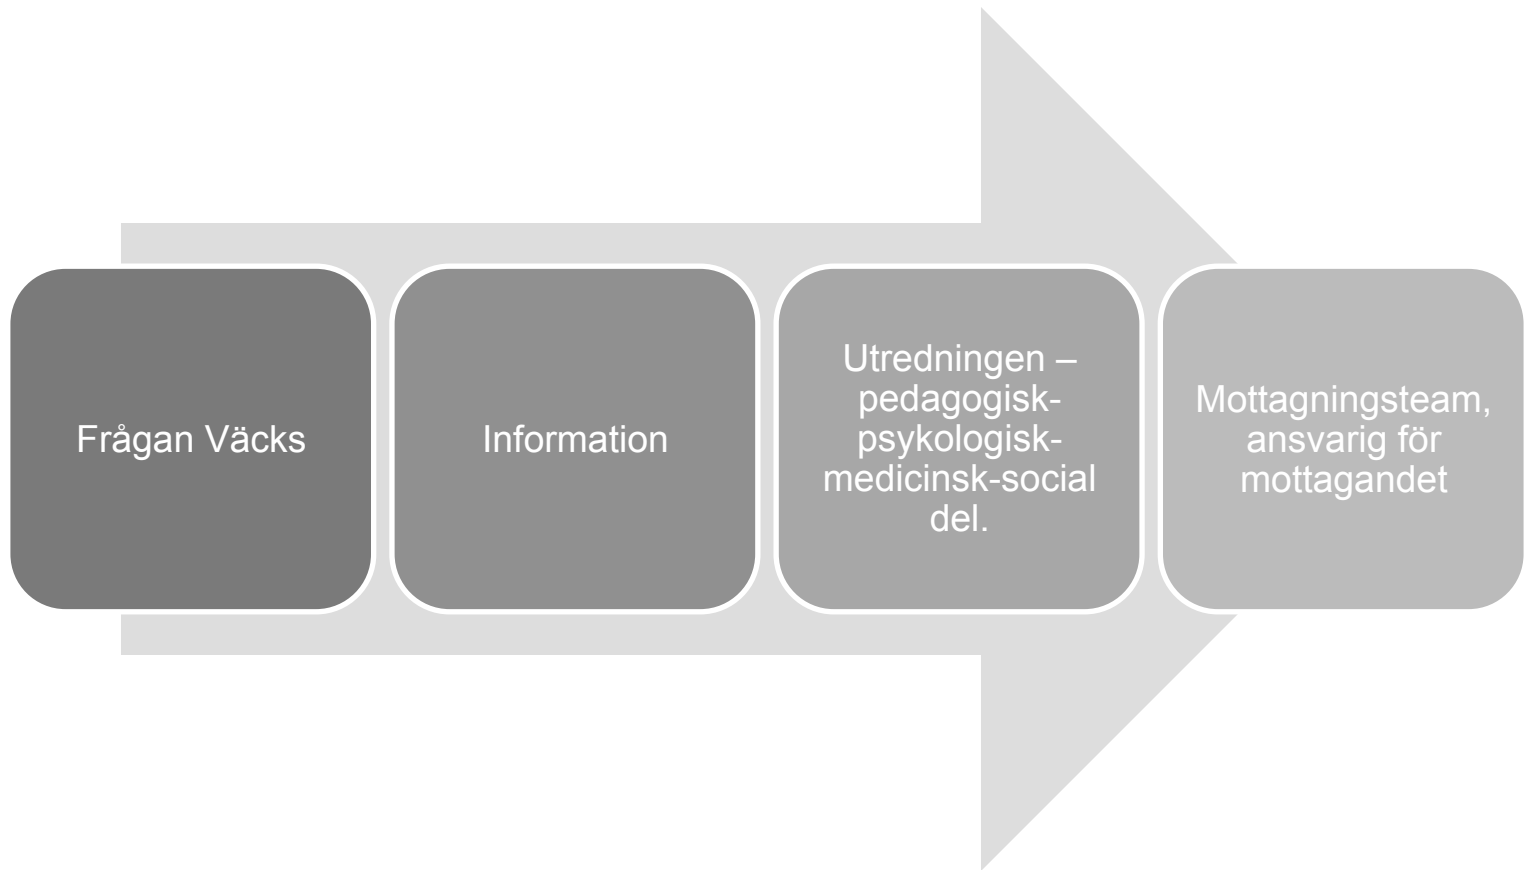 Frågan Väcks
Information
Utredningen –
pedagogisk-
psykologisk-
medicinsk-social
del.
Mottagningsteam,
ansvarig för
mottagandet